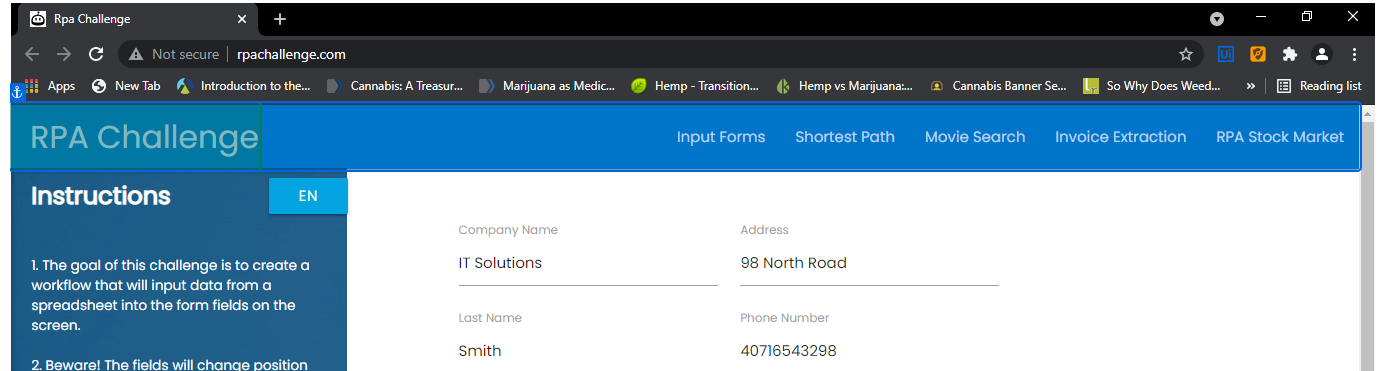 Rpa Challenge
Not secure rpachallenge.com
Apps New Tab Introduction to the... Cannabis: A Treasur... Marijuana as Medic... Hemp - Transition... Hemp vs Marijuana:... Cannabis Banner Se... So Why Does Weed... » Reading list
RPA Challenge Input Forms Shortest Path Movie Search Invoice Extraction RPA Stock Market
Instructions EN
1. The goal of this challenge is to create a
workflow that will input data from a
spreadsheet into the form fields on the
screen.
2. Beware! The fields will change position
Company Name Address
IT Solutions 98 North Road
Last Name Phone Number
Smith 40716543298